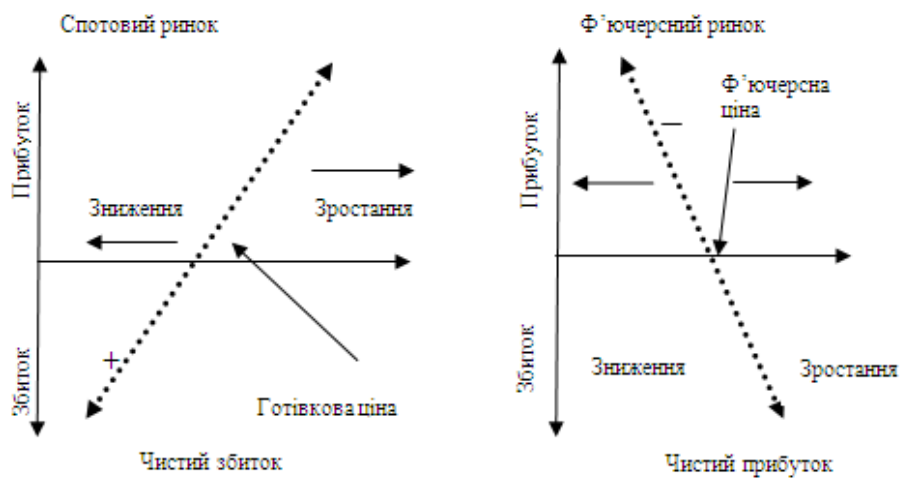 Спотовий ринок
Прибуток
Збиток
Зниження
Зростання
+
Готівкова ціна
Чистий збиток
Ф’ючерсний ринок
Прибуток
Збиток
Ф’ючерсна
ціна
—
Зниження
Зростання
Чистий прибуток